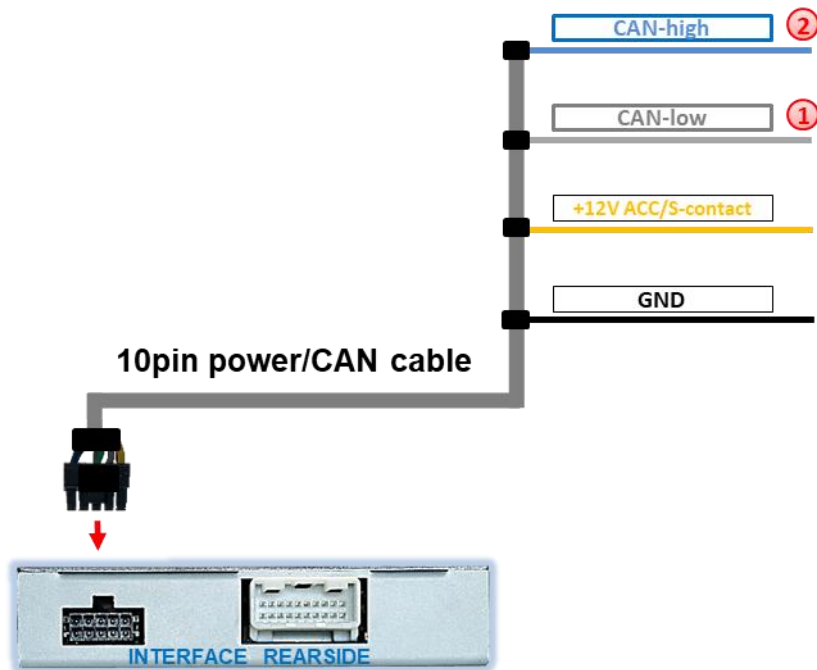 CAN-high 2
CAN-low 1
+12V ACC/S-contact
GND
10pin power/CAN cable
INTERFACE REARSIDE